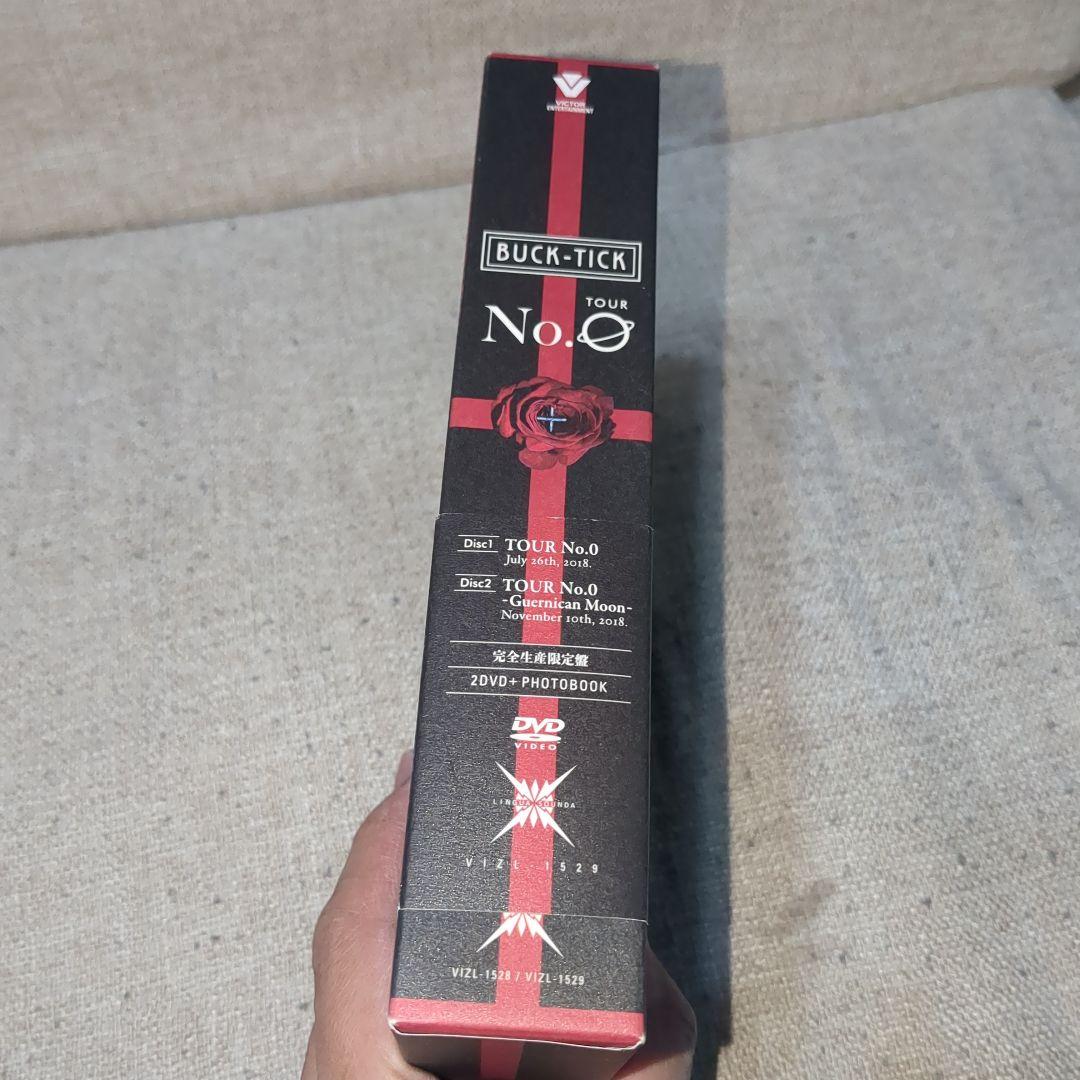 VICTOR
ENTERTAINMENT
BUCK-TICK
TOUR
No.0
Disc1 TOUR No.0
July 26th, 2018.
Disc2 TOUR No.0
-Guernican Moon-
November 10th, 2018.
完全生産限定盤
2DVD+PHOTOBOOK
DVD
VIDEO
LINGUA SOUNDA
VIZL-1529
VIZL-1528 / VIZL-1529